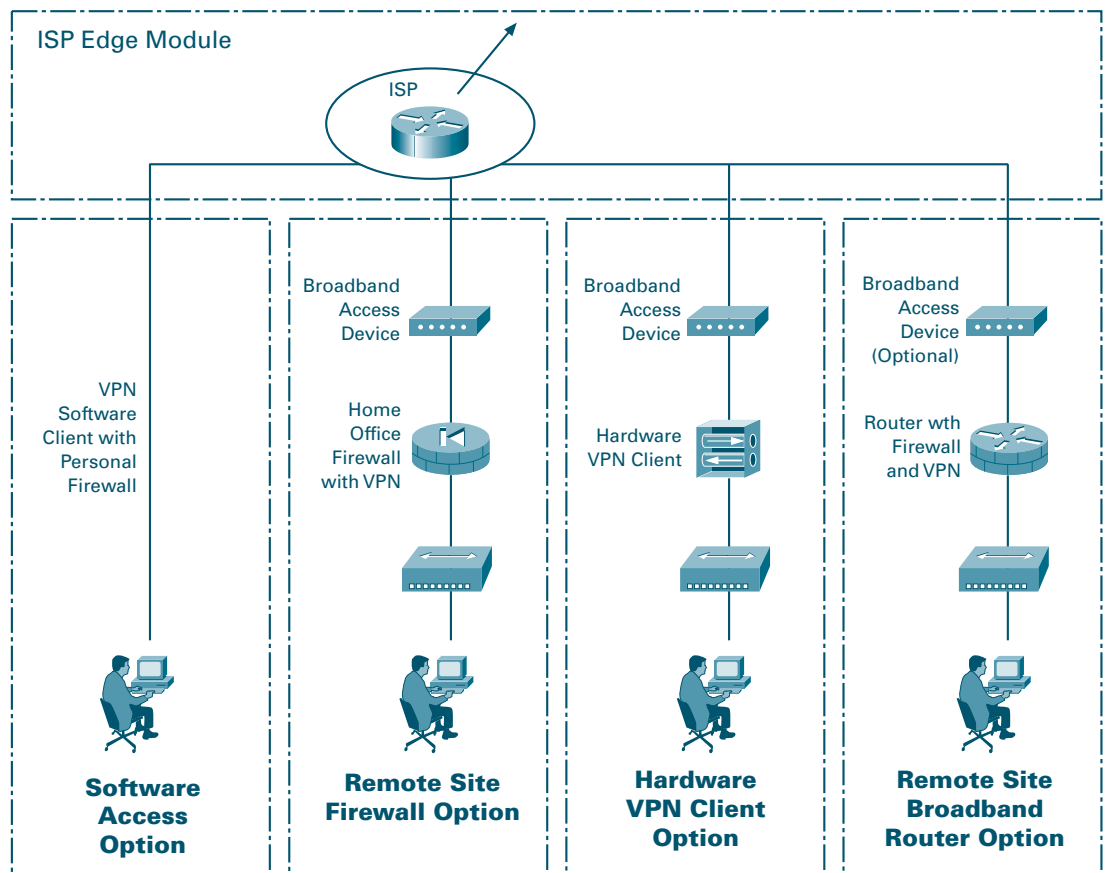 ISP Edge Module
ISP
VPN
Software
Client with
Personal
Firewall
Software
Access
Option
Broadband
Access
Device
Home
Office
Firewall
with VPN
Remote Site
Firewall Option
Broadband
Access
Device
Hardware
VPN Client
Hardware
VPN Client
Option
Broadband
Access
Device
(Optional)
Router wth
Firewall
and VPN
Remote Site
Broadband
Router Option